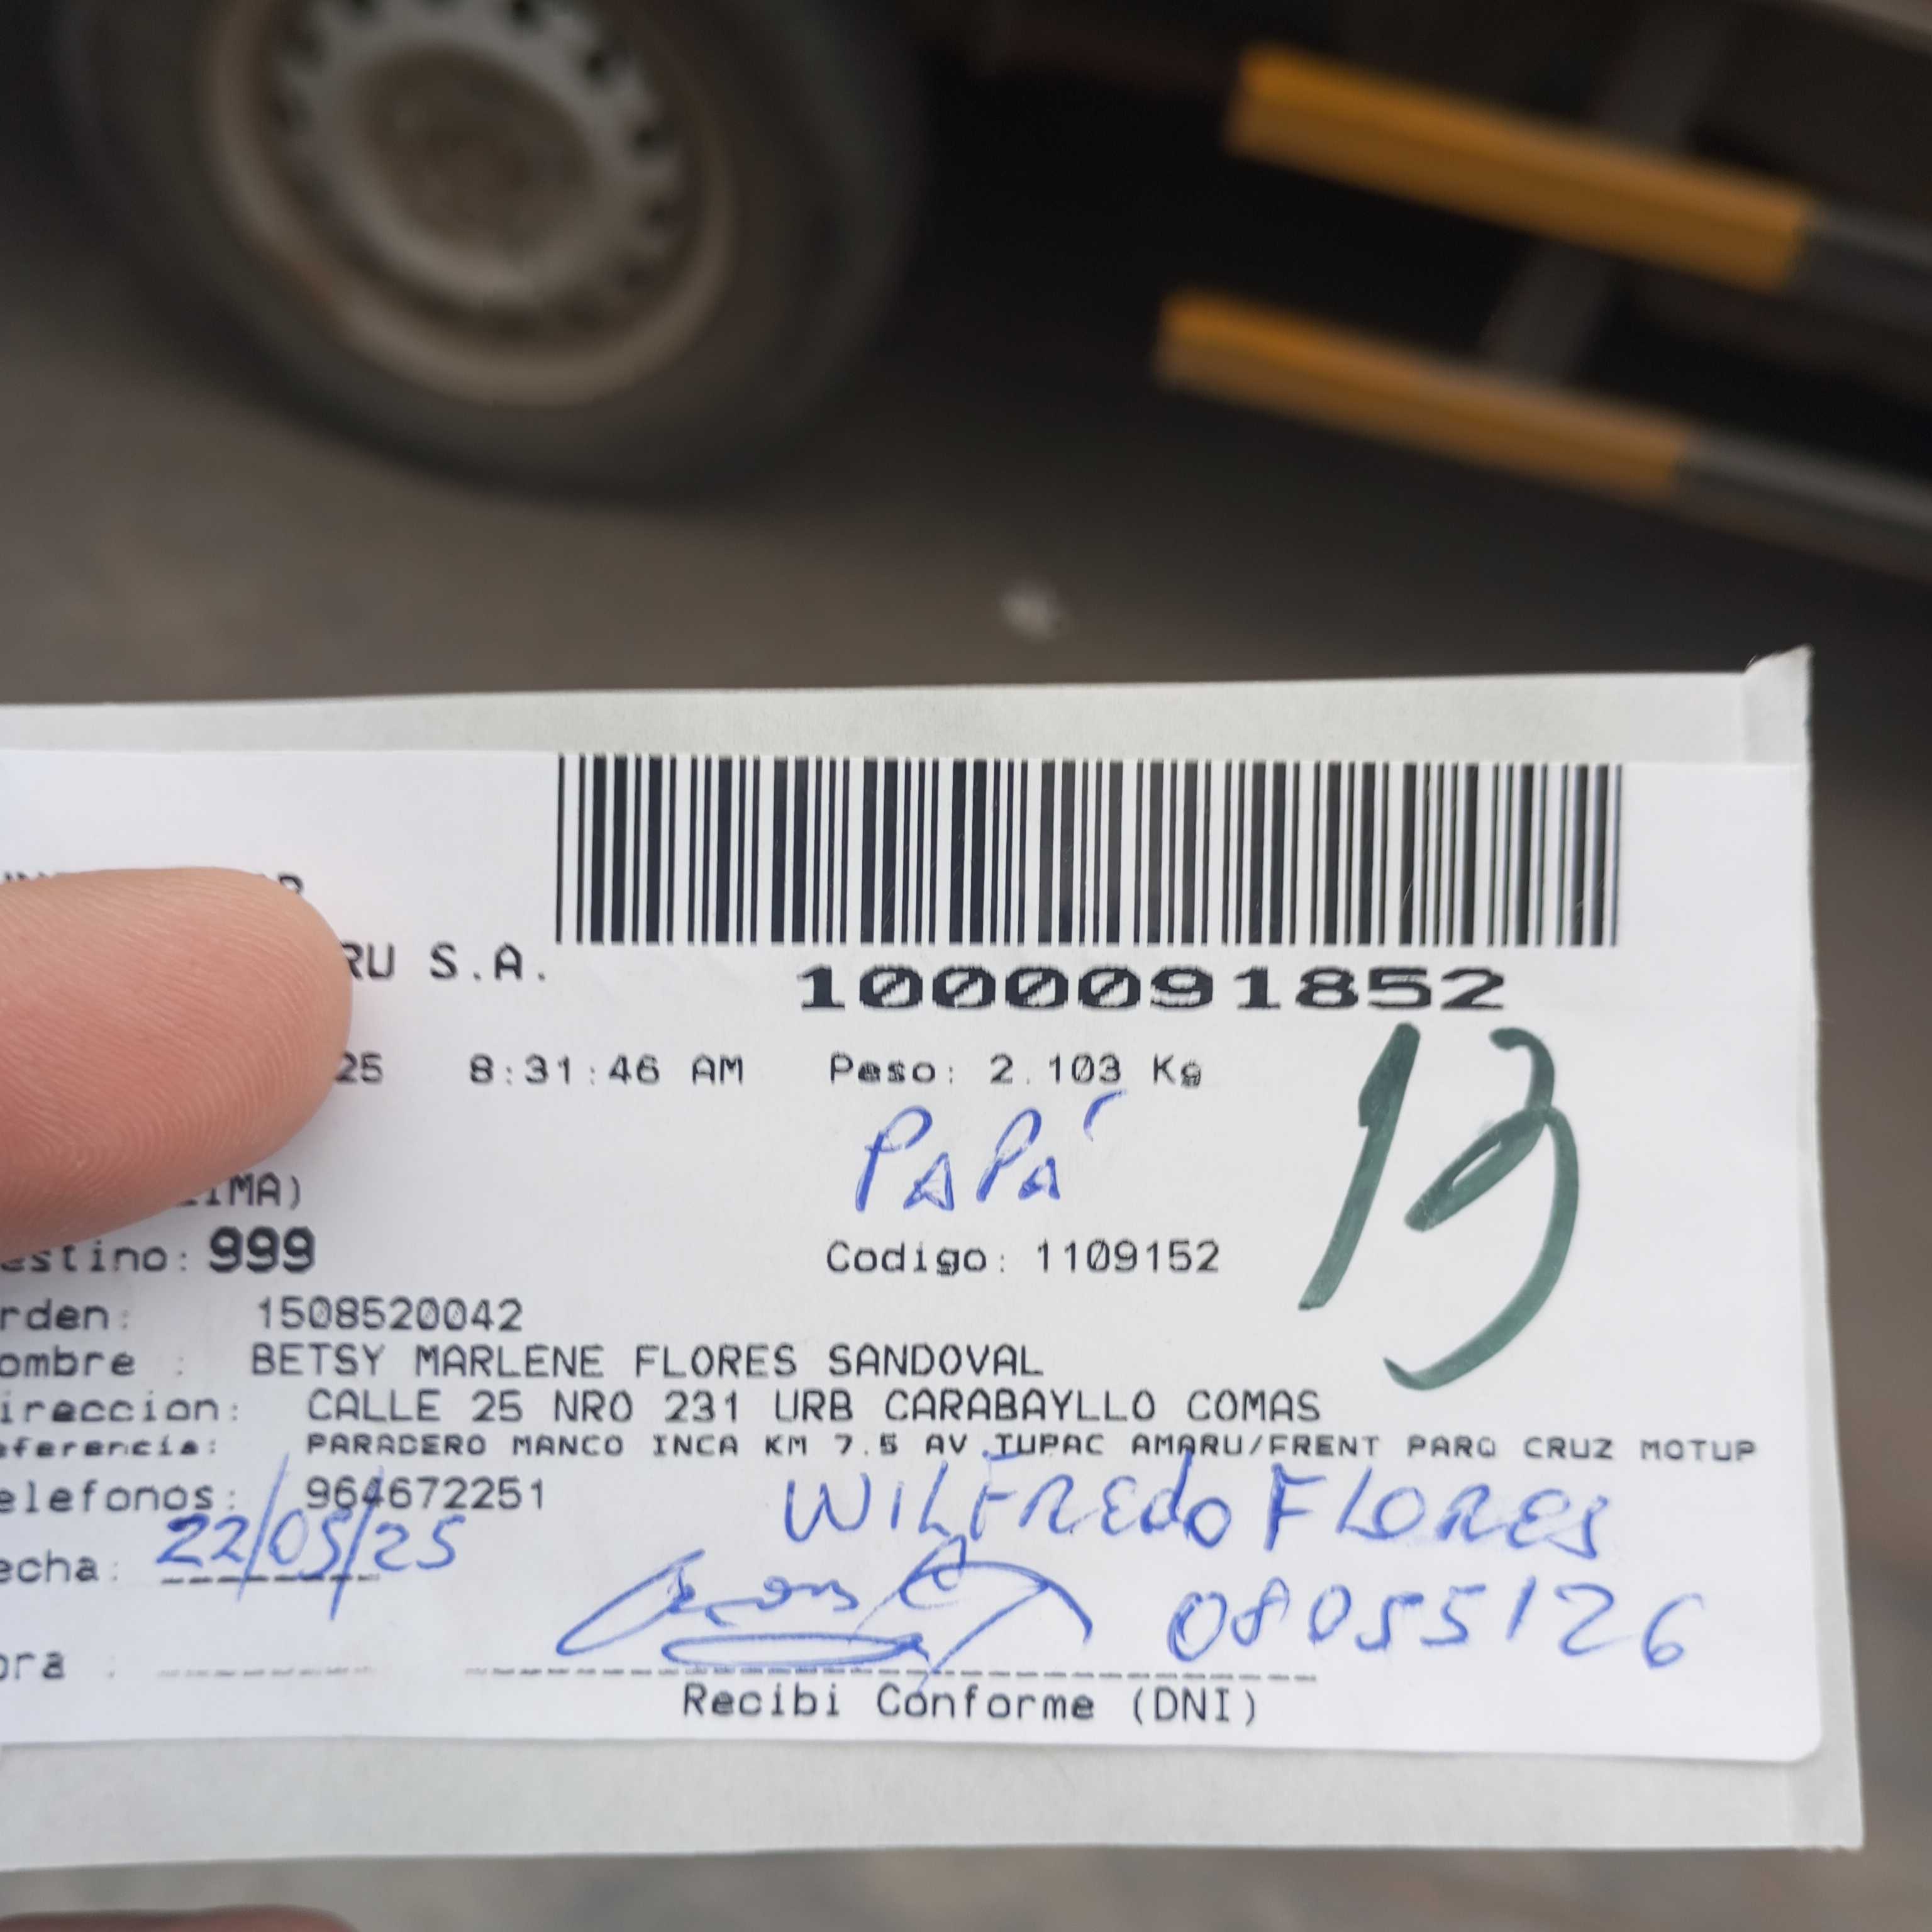 RU S.A.
1000091852
25 8:31:46 AM Peso: 2.103 Kg
13
PAPÁ
IMA)
estino: 999 Codigo: 1109152
rden: 1508520042
ombre : BETSY MARLENE FLORES SANDOVAL
ireccion: CALLE 25 NRO 231 URB CARABAYLLO COMAS
eferencia: PARADERO MANCO INCA KM 7.5 AV.TUPAC AMARU/FRENT PARQ CRUZ MOTUP
elefonos: 964672251
WILFREDO FLORES
echa: 22/05/25
08055126
ora :
Recibi Conforme (DNI)